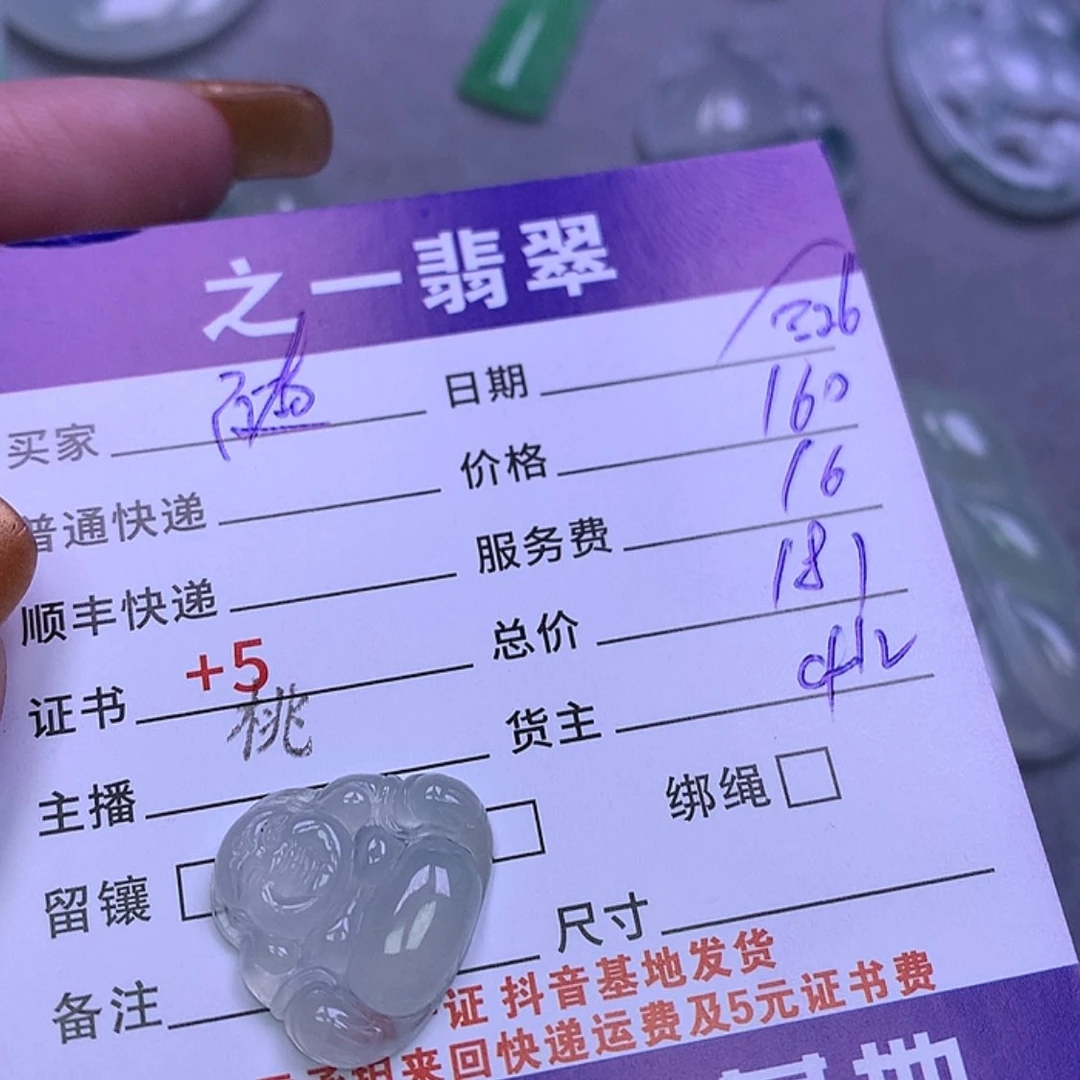 之一翡翠
买家 日期 226
普通快递 价格 160
顺丰快递 服务费 16
证书 +5 总价 181
主播 桃 货主
留镶 绑绳
备注 尺寸
证 抖音基地发货
来回快递运费及5元证书费
基地